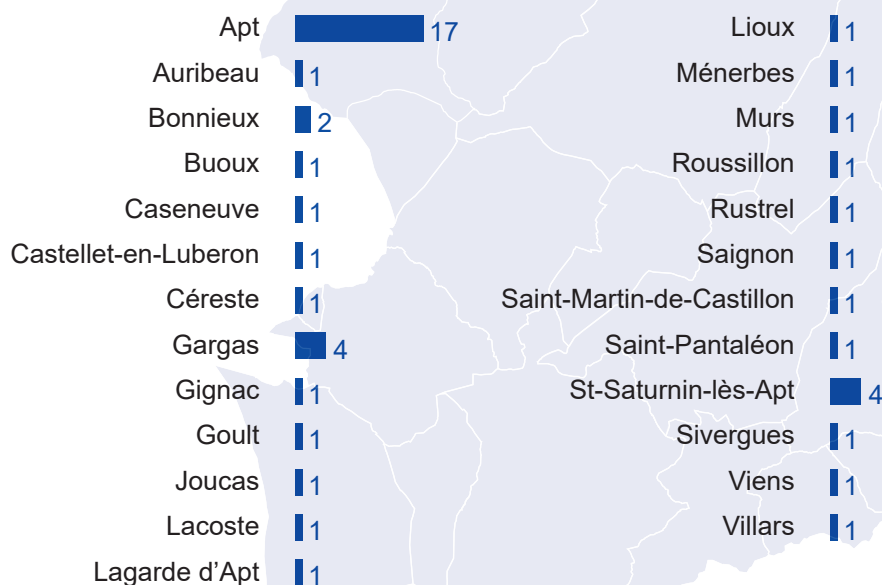 Apt 17
Auribeau 1
Bonnieux 2
Buoux 1
Caseneuve 1
Castellet-en-Luberon 1
Céreste 1
Gargas 4
Gignac 1
Goult 1
Joucas 1
Lacoste 1
Lagarde d’Apt 1
Lioux 1
Ménerbes 1
Murs 1
Roussillon 1
Rustrel 1
Saignon 1
Saint-Martin-de-Castillon 1
Saint-Pantaléon 1
St-Saturnin-lès-Apt 4
Sivergues 1
Viens 1
Villars 1